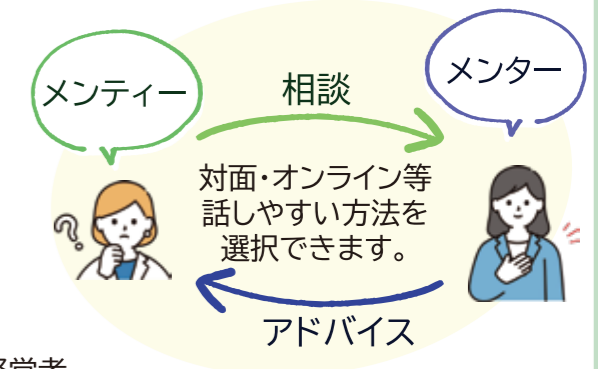 メンティー
メンター
相談
対面・オンライン等
話しやすい方法を
選択できます。
アドバイス